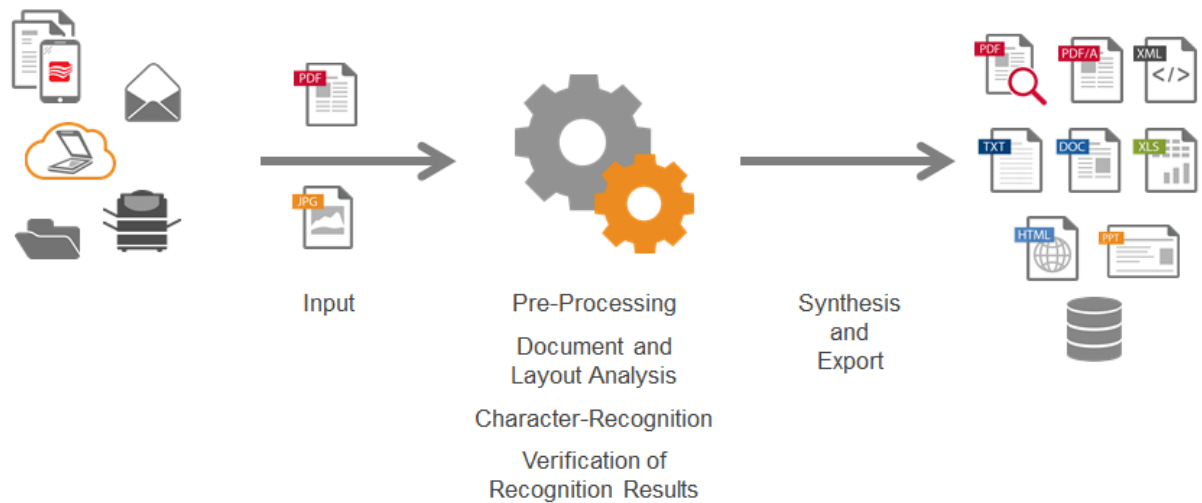 PDF
JPG
PDF
PDF/A
XML
</>
TXT
DOC
XLS
HTML
PPT
Input
Pre-Processing
Document and
Layout Analysis
Character-Recognition
Verification of
Recognition Results
Synthesis
and
Export